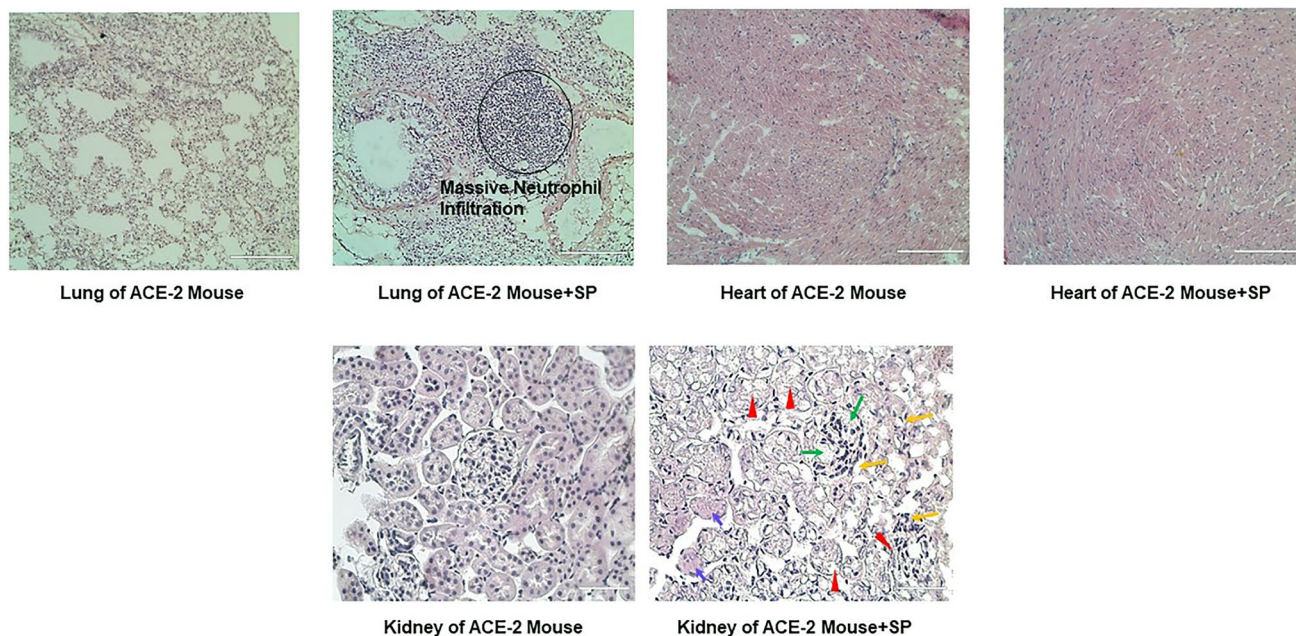 Massive Neutrophil
Infiltration
Lung of ACE-2 Mouse
Lung of ACE-2 Mouse+SP
Heart of ACE-2 Mouse
Heart of ACE-2 Mouse+SP
Kidney of ACE-2 Mouse
Kidney of ACE-2 Mouse+SP